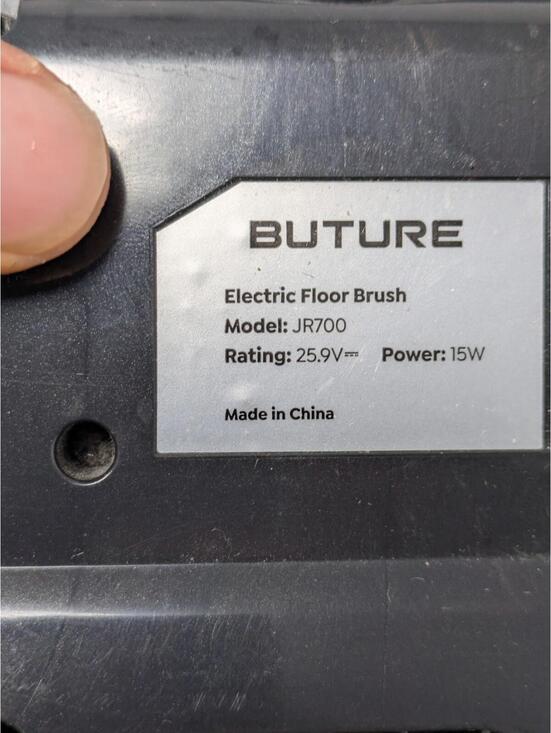 BUTURE
Electric Floor Brush
Model: JR700
Rating: 25.9V⎓ Power: 15W
Made in China